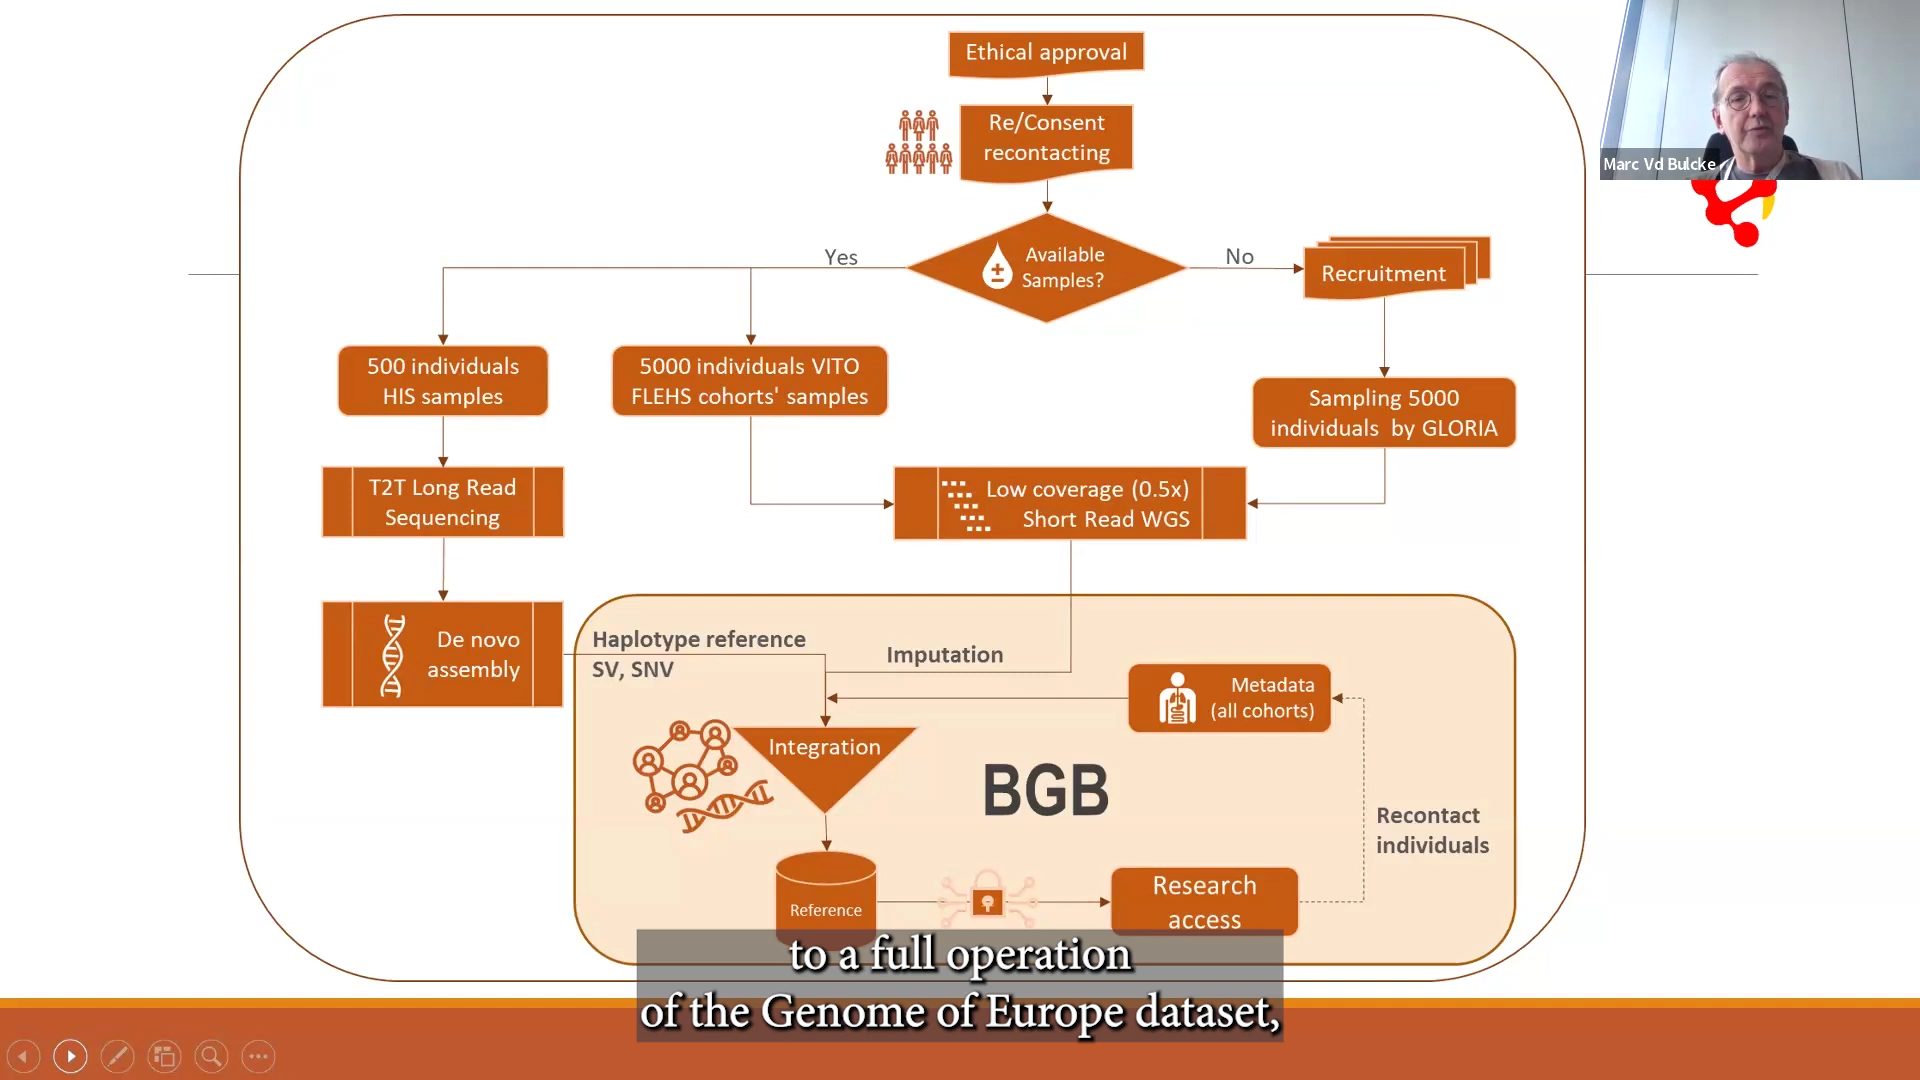 Ethical approval
Marc Vd Bulcke
Re/Consent
recontacting
Yes
Available
Samples?
No
Recruitment
500 individuals
HIS samples
5000 individuals VITO
FLEHS cohorts' samples
Sampling 5000
individuals by GLORIA
T2T Long Read
Sequencing
Low coverage (0.5x)
Short Read WGS
De novo
assembly
Haplotype reference
SV, SNV
Imputation
Metadata
(all cohorts)
Integration
BGB
Recontact
individuals
Reference
Research
access
to a full operation
of the Genome of Europe dataset,